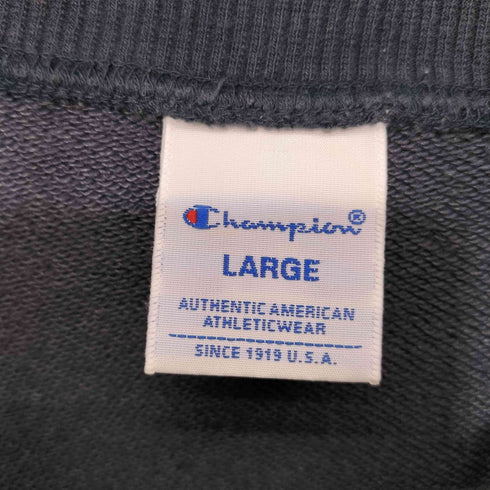 Champion®
LARGE
AUTHENTIC AMERICAN
ATHLETICWEAR
SINCE 1919 U.S.A.